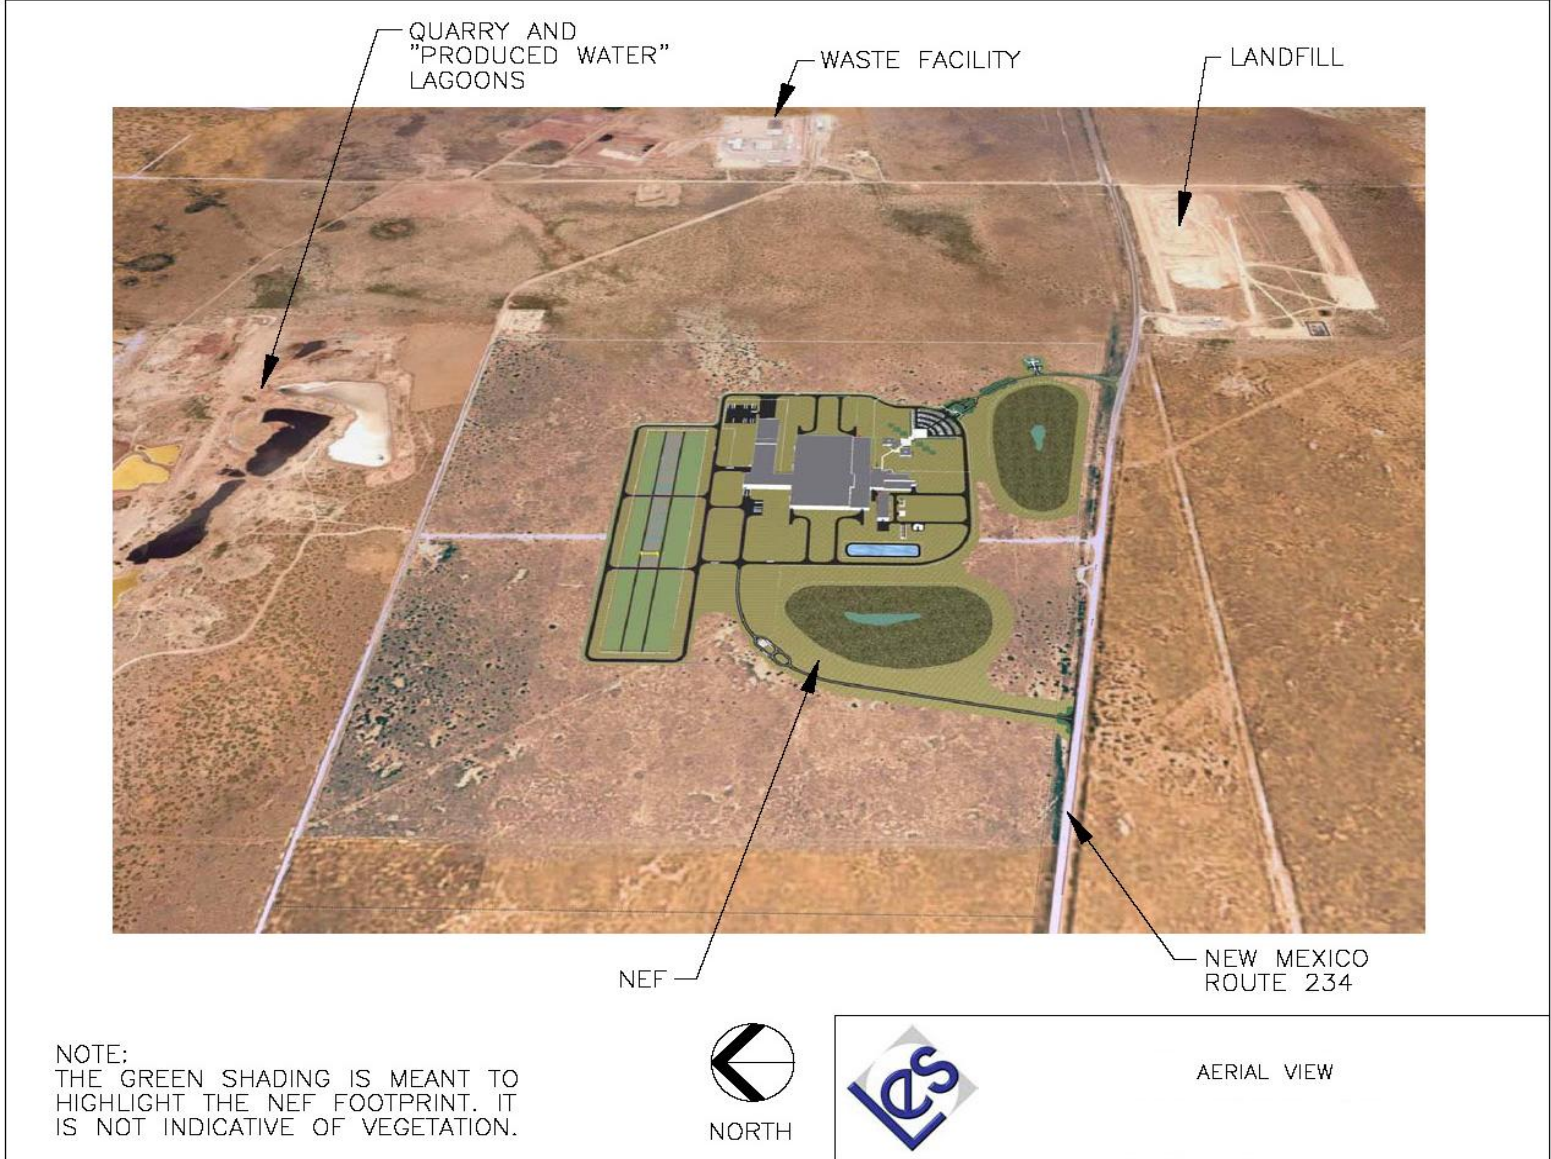 QUARRY AND
"PRODUCED WATER"
LAGOONS
WASTE FACILITY
LANDFILL
NEF
NEW MEXICO
ROUTE 234
NOTE:
THE GREEN SHADING IS MEANT TO
HIGHLIGHT THE NEF FOOTPRINT. IT
IS NOT INDICATIVE OF VEGETATION.
NORTH
LES
AERIAL VIEW